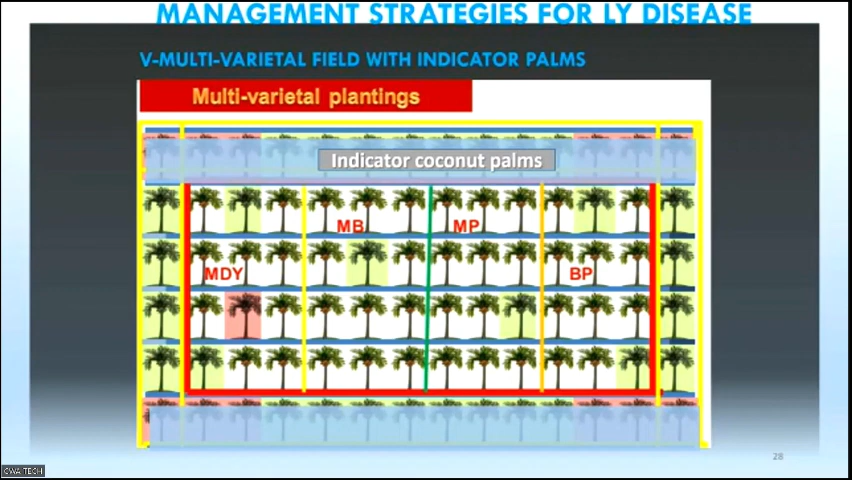 MANAGEMENT STRATEGIES FOR LY DISEASE
V-MULTI-VARIETAL FIELD WITH INDICATOR PALMS
Multi-varietal plantings
Indicator coconut palms
MB MP
MDY BP
28
CWA TECH